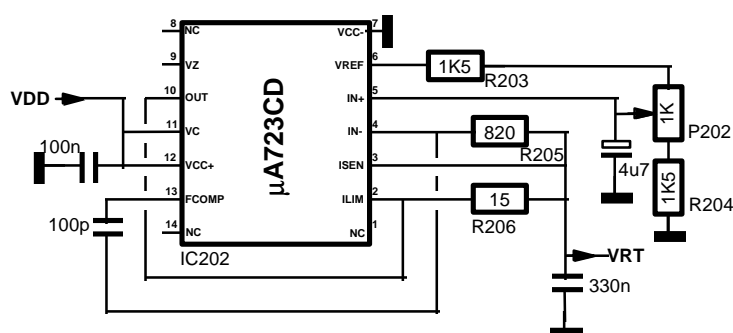 8 NC
VCC- 7
9 VZ
VREF 6
1K5
R203
10 OUT
IN+ 5
VDD
1K
P202
11 VC
IN- 4
820
R205
100n
µA723CD
12 VCC+
ISEN 3
4u7
1K5
R204
13 FCOMP
ILIM 2
15
R206
100p
14 NC
NC 1
IC202
VRT
330n